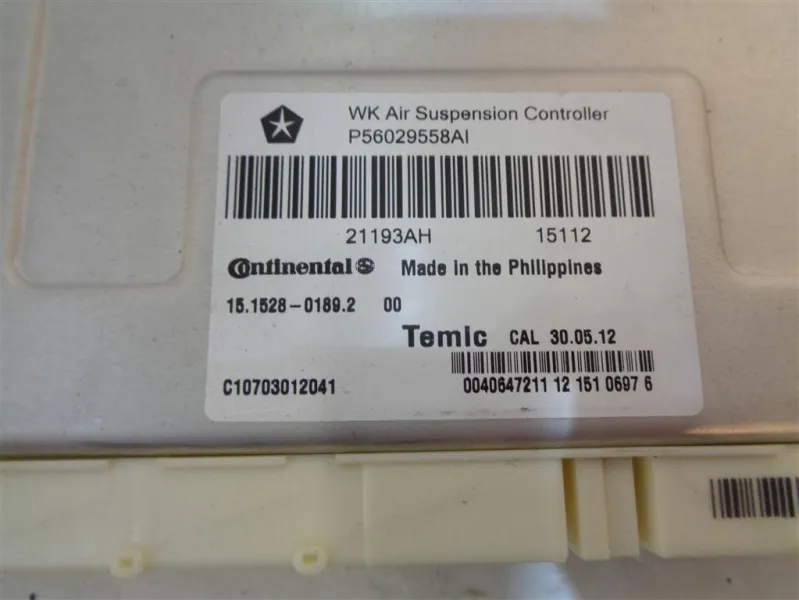 WK Air Suspension Controller
P56029558AI
21193AH 15112
Continental Made in the Philippines
15.1528-0189.2 00
Temic CAL 30.05.12
C10703012041 0040647211 12 151 0697 6